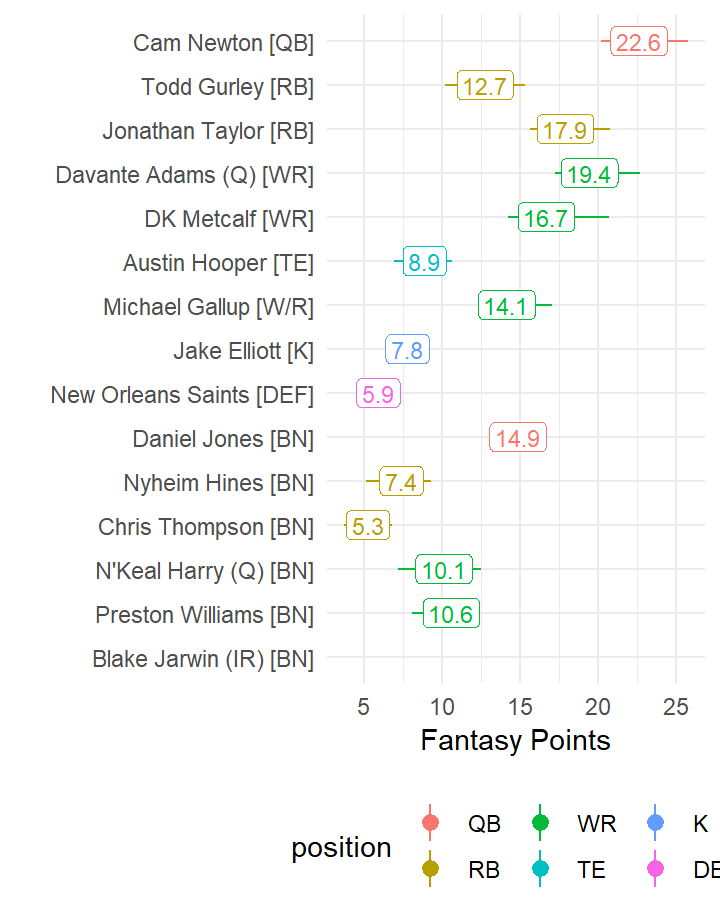 Cam Newton [QB] 22.6
Todd Gurley [RB] 12.7
Jonathan Taylor [RB] 17.9
Davante Adams (Q) [WR] 19.4
DK Metcalf [WR] 16.7
Austin Hooper [TE] 8.9
Michael Gallup [W/R] 14.1
Jake Elliott [K] 7.8
New Orleans Saints [DEF] 5.9
Daniel Jones [BN] 14.9
Nyheim Hines [BN] 7.4
Chris Thompson [BN] 5.3
N'Keal Harry (Q) [BN] 10.1
Preston Williams [BN] 10.6
Blake Jarwin (IR) [BN]
5 10 15 20 25
Fantasy Points
position
QB WR K
RB TE DE